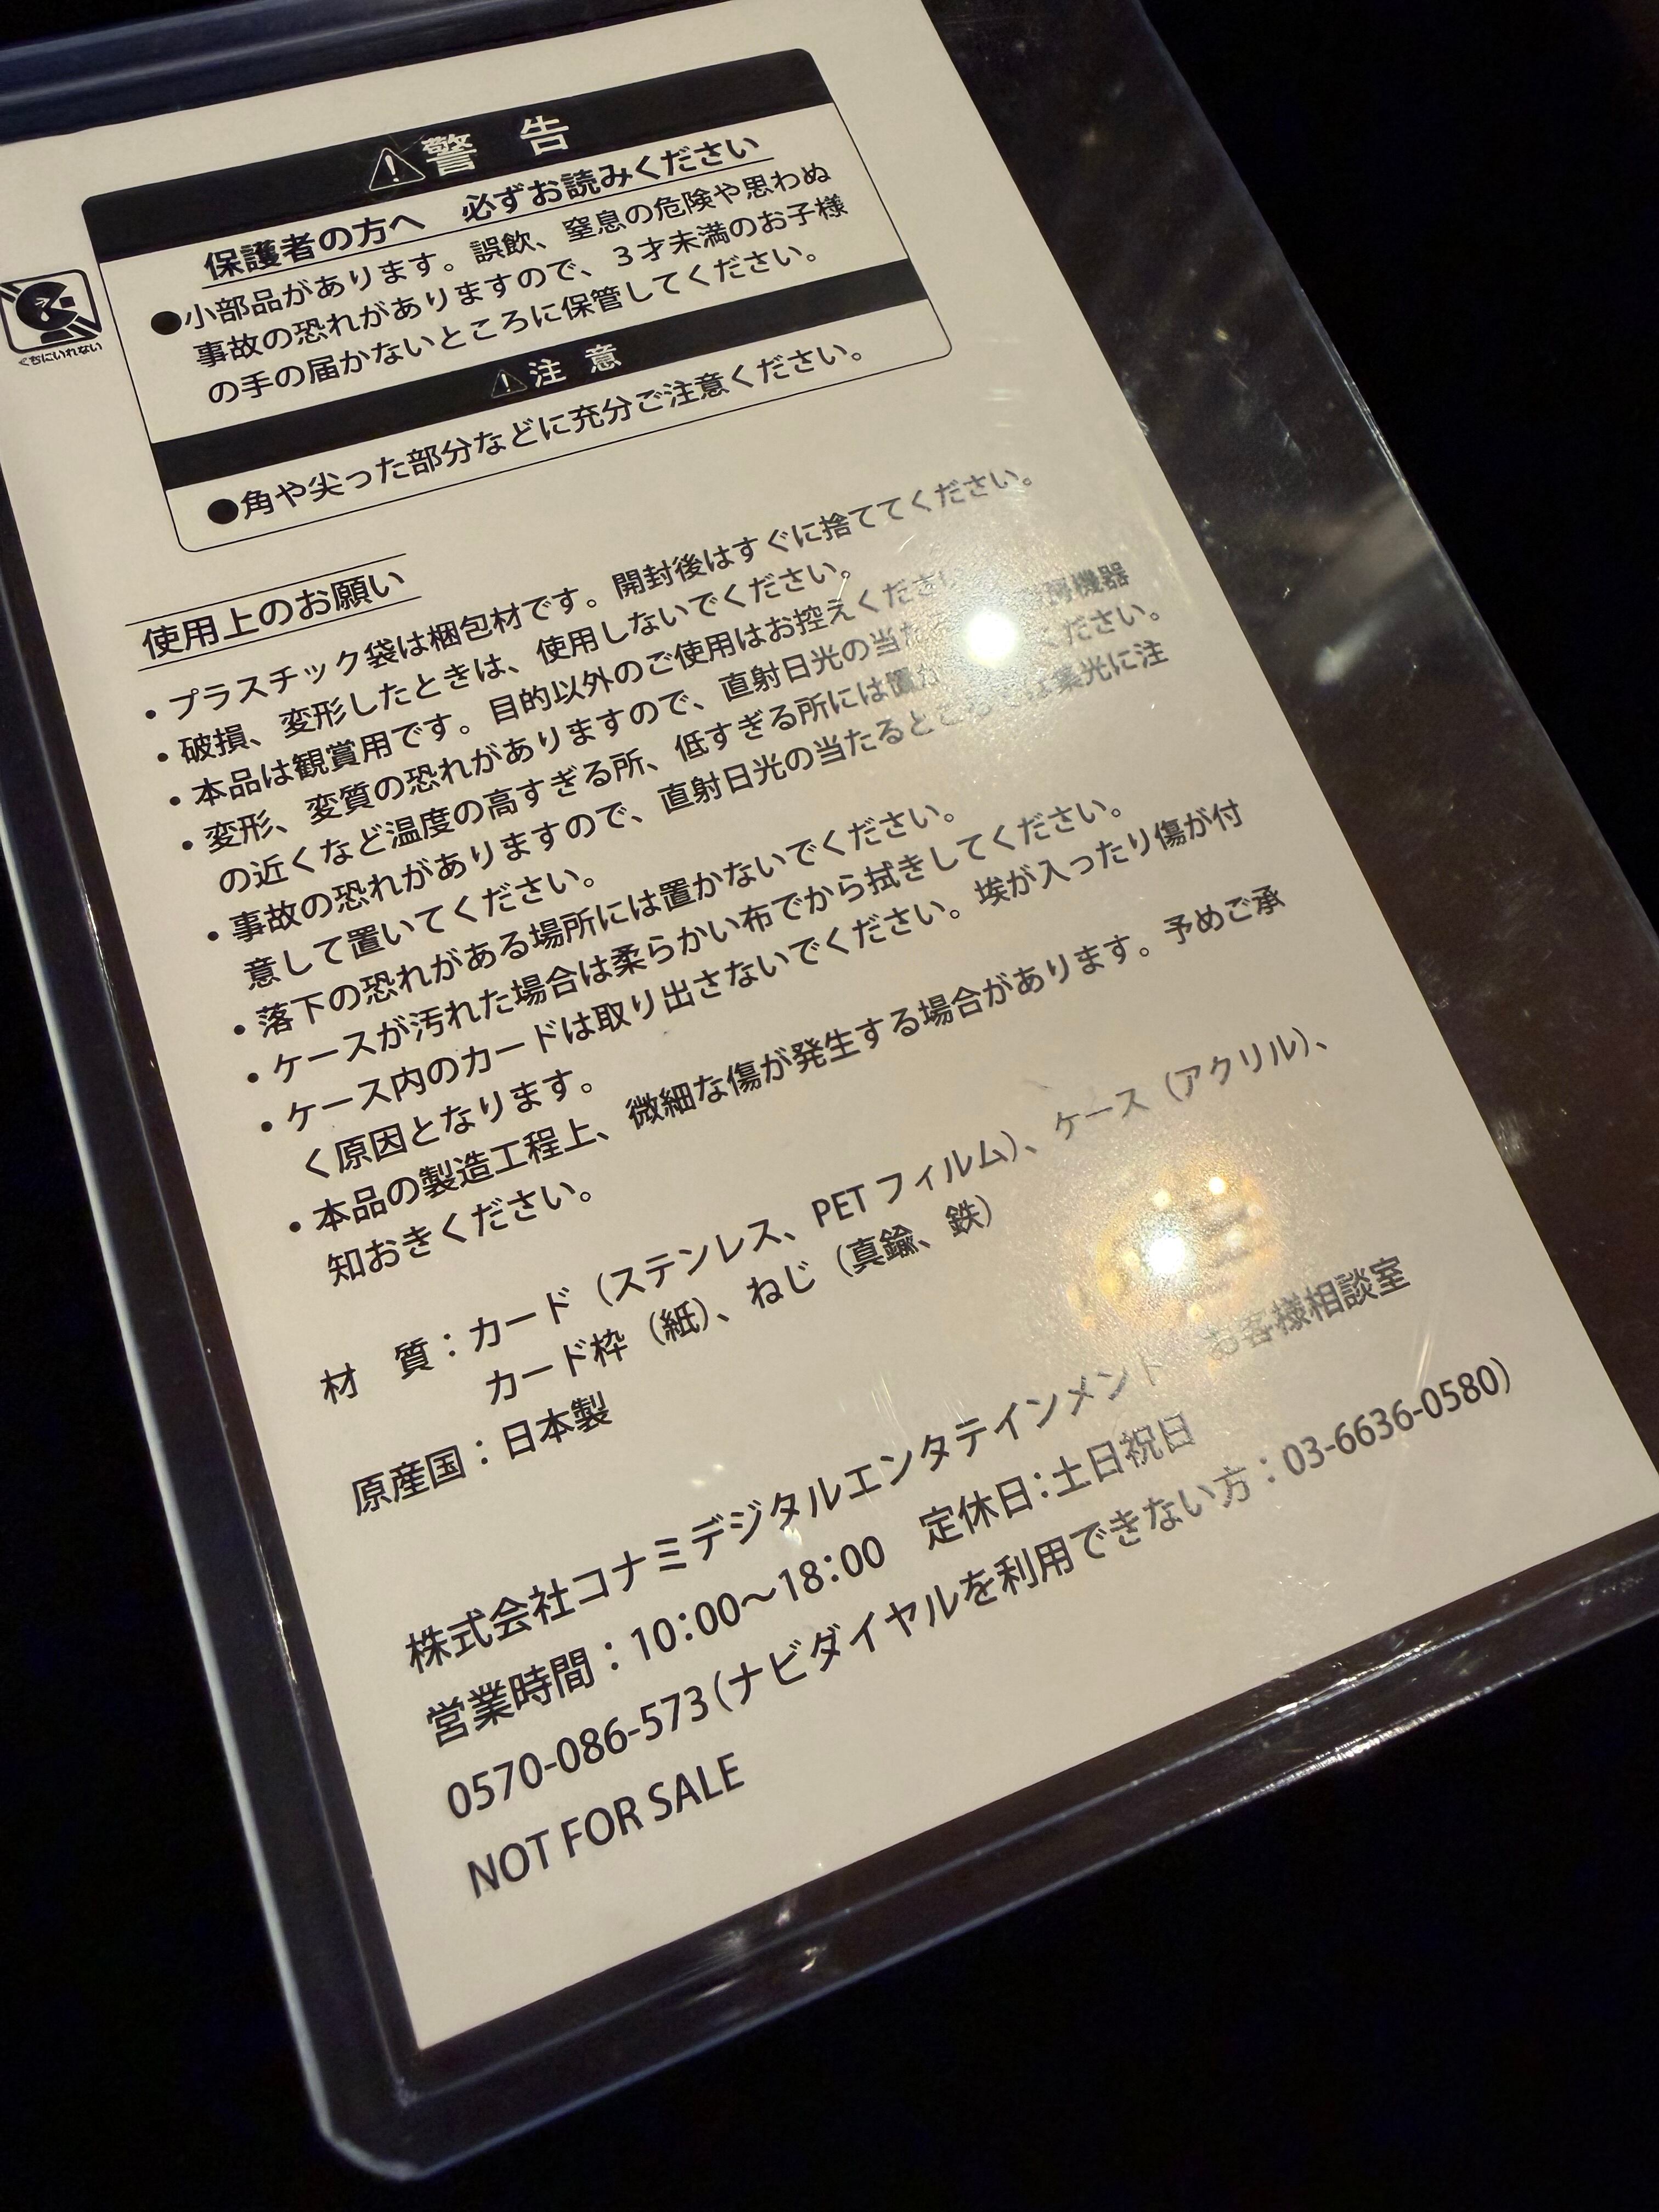 警 告
保護者の方へ 必ずお読みください
●小部品があります。誤飲、窒息の危険や思わぬ
事故の恐れがありますので、3才未満のお子様
の手の届かないところに保管してください。
くちにいれない
注 意
●角や尖った部分などに充分ご注意ください。
使用上のお願い
・プラスチック袋は梱包材です。開封後はすぐに捨ててください。
・破損、変形したときは、使用しないでください。
・本品は観賞用です。目的以外のご使用はお控えくださ
・変形、変質の恐れがありますので、直射日光の当た 機器
の近くなど温度の高すぎる所、低すぎる所には置か ください。
・事故の恐れがありますので、直射日光の当たるところでは集光に注
意して置いてください。
・落下の恐れがある場所には置かないでください。
・ケースが汚れた場合は柔らかい布でから拭きしてください。
・ケース内のカードは取り出さないでください。埃が入ったり傷が付
く原因となります。
・本品の製造工程上、微細な傷が発生する場合があります。予めご承
知おきください。
材 質：カード（ステンレス、PETフィルム）、ケース（アクリル）、
カード枠（紙）、ねじ（真鍮、鉄）
原産国：日本製
株式会社コナミデジタルエンタテインメント お客様相談室
営業時間：10:00～18:00 定休日：土日祝日
0570-086-573（ナビダイヤルを利用できない方：03-6636-0580）
NOT FOR SALE